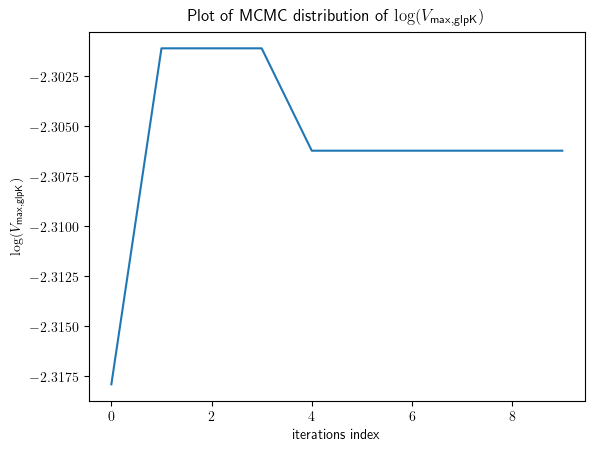 Plot of MCMC distribution of log(V_max,glpK)
−2.3025
−2.3050
−2.3075
−2.3100
−2.3125
−2.3150
−2.3175
log(V_max,glpK)
0 2 4 6 8
iterations index